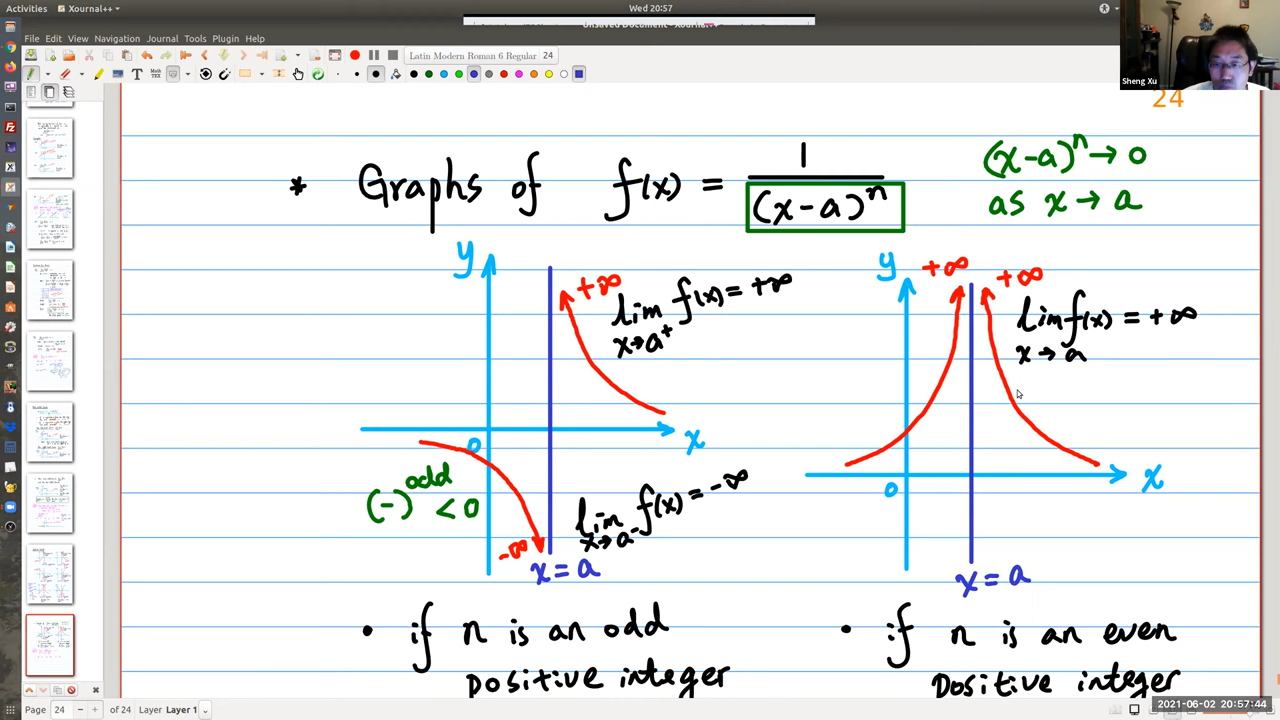 Activities
Xournal++
Wed 20:57
File Edit View Navigation Journal Tools Plugin Help
Latin Modern Roman 6 Regular 24
Sheng Xu
24
* Graphs of f(x) = 1/(x-a)^n
(x-a)^n → 0
as x → a
y
+∞
lim f(x) = +∞
x→a⁺
0
x
(-)^odd < 0
lim f(x) = -∞
x→a⁻
-∞
x = a
y
+∞
+∞
lim f(x) = +∞
x → a
0
x
x = a
• if n is an odd
positive integer
• if n is an even
Positive integer
Page 24 of 24 Layer Layer 1
2021-06-02 20:57:44